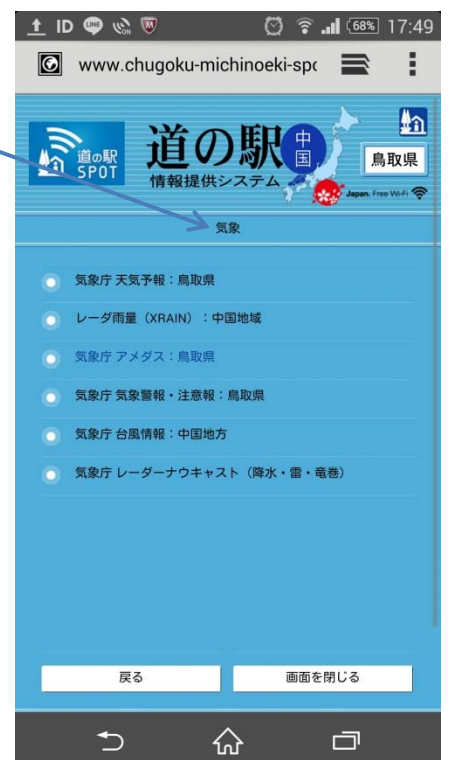 ID LINE ON 68% 17:49
www.chugoku-michinoeki-spo
道の駅
SPOT
道の駅
中国
情報提供システム
鳥取県
Japan. Free Wi-Fi
気象
気象庁 天気予報：鳥取県
レーダ雨量（XRAIN）：中国地域
気象庁 アメダス：鳥取県
気象庁 気象警報・注意報：鳥取県
気象庁 台風情報：中国地方
気象庁 レーダーナウキャスト（降水・雷・竜巻）
戻る
画面を閉じる